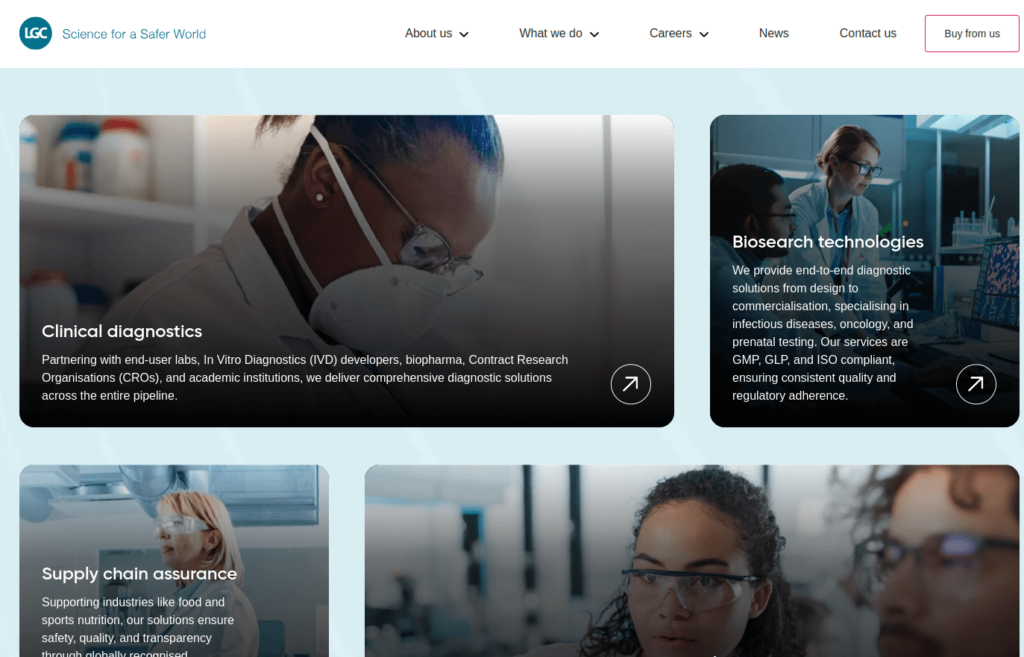 LGC Science for a Safer World
About us
What we do
Careers
News
Contact us
Buy from us
Clinical diagnostics
Partnering with end-user labs, In Vitro Diagnostics (IVD) developers, biopharma, Contract Research
Organisations (CROs), and academic institutions, we deliver comprehensive diagnostic solutions
across the entire pipeline.
Biosearch technologies
We provide end-to-end diagnostic
solutions from design to
commercialisation, specialising in
infectious diseases, oncology, and
prenatal testing. Our services are
GMP, GLP, and ISO compliant,
ensuring consistent quality and
regulatory adherence.
Supply chain assurance
Supporting industries like food and
sports nutrition, our solutions ensure
safety, quality, and transparency
through globally recognised